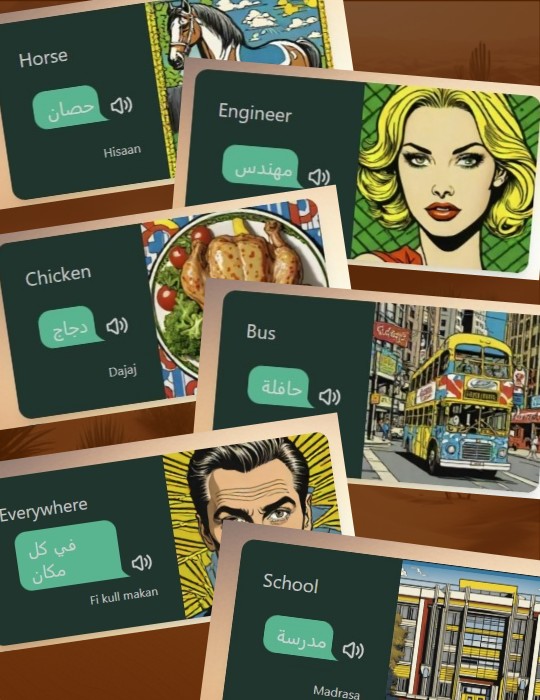 Horse
حصان
Hisaan
Engineer
مهندس
Chicken
دجاج
Dajaj
Bus
حافلة
Everywhere
في كل
مكان
Fi kull makan
School
مدرسة
Madrasa